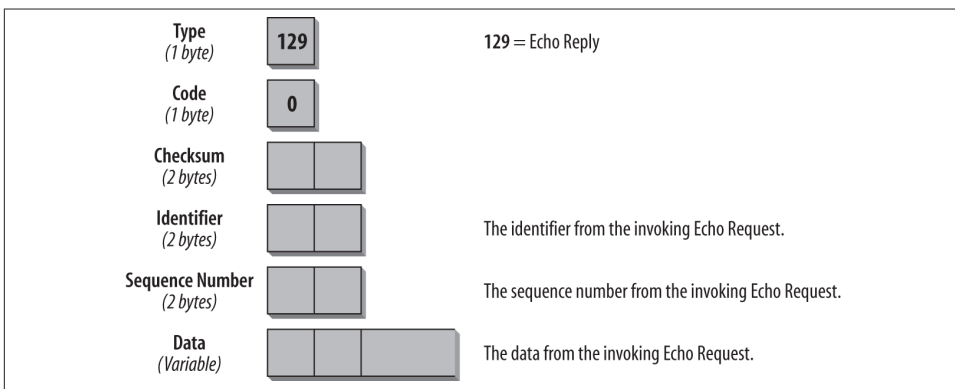 Type
(1 byte)
129
129 = Echo Reply
Code
(1 byte)
0
Checksum
(2 bytes)
Identifier
(2 bytes)
The identifier from the invoking Echo Request.
Sequence Number
(2 bytes)
The sequence number from the invoking Echo Request.
Data
(Variable)
The data from the invoking Echo Request.